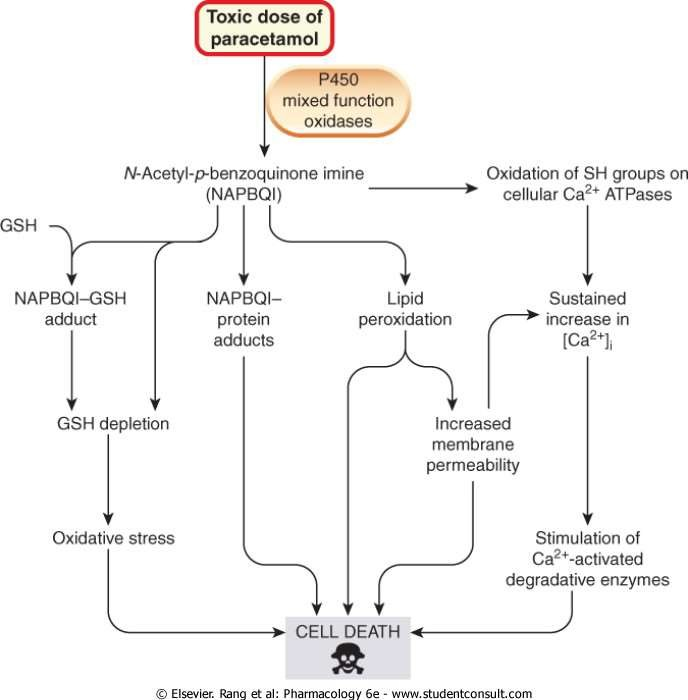 Toxic dose of
paracetamol
P450
mixed function
oxidases
N-Acetyl-p-benzoquinone imine
(NAPBQI)
Oxidation of SH groups on
cellular Ca²⁺ ATPases
GSH
NAPBQI–GSH
adduct
NAPBQI–
protein
adducts
Lipid
peroxidation
Sustained
increase in
[Ca²⁺]ᵢ
GSH depletion
Increased
membrane
permeability
Oxidative stress
Stimulation of
Ca²⁺-activated
degradative enzymes
CELL DEATH
© Elsevier. Rang et al: Pharmacology 6e - www.studentconsult.com